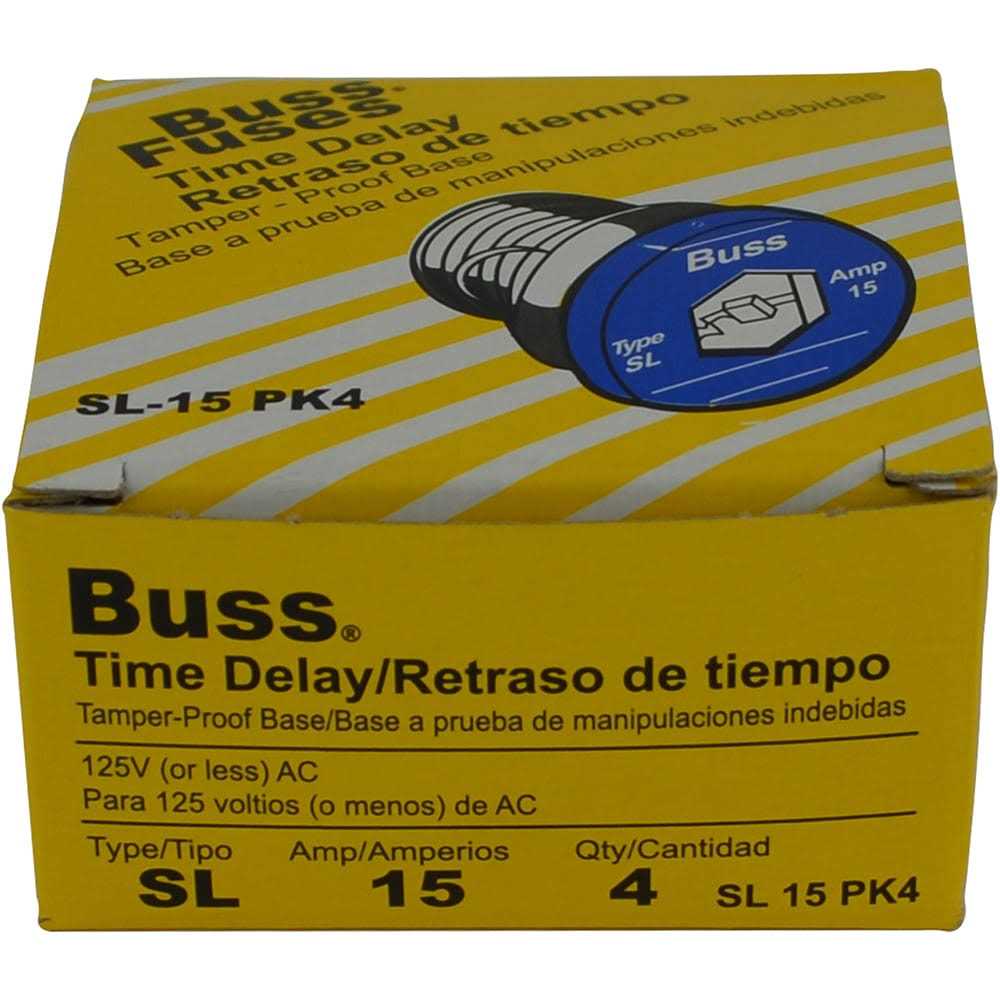 Buss®
Fuses
Time Delay
Retraso de tiempo
Tamper - Proof Base
Base a prueba de manipulaciones indebidas
Buss
Amp
15
Type
SL
SL-15 PK4
Buss®
Time Delay/Retraso de tiempo
Tamper-Proof Base/Base a prueba de manipulaciones indebidas
125V (or less) AC
Para 125 voltios (o menos) de AC
Type/Tipo Amp/Amperios Qty/Cantidad
SL 15 4 SL 15 PK4